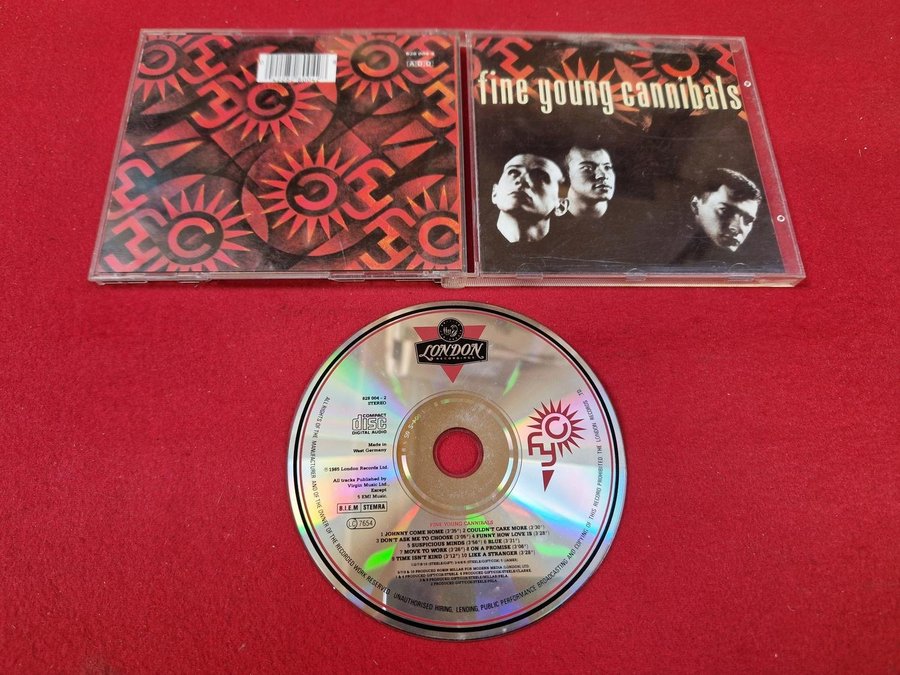 828 004-2
A D D
fine young cannibals
LONDON
RECORDINGS
828 004 - 2
STEREO
COMPACT
disc
DIGITAL AUDIO
Made in
West Germany
℗ 1985 London Records Ltd.
All tracks Published by
Virgin Music Ltd.
Except
5 EMI Music.
B.I.E.M STEMRA
LC 7654
FINE YOUNG CANNIBALS
1 JOHNNY COME HOME (3'35") 2 COULDN'T CARE MORE (3'30")
3 DON'T ASK ME TO CHOOSE (3'06") 4 FUNNY HOW LOVE IS (3'28")
5 SUSPICIOUS MINDS (3'56") 6 BLUE (3'31")
7 MOVE TO WORK (3'26") 8 ON A PROMISE (3'06")
9 TIME ISN'T KIND (3'12") 10 LIKE A STRANGER (3'28")
ALL RIGHTS OF THE MANUFACTURER AND OF THE OWNER OF THE RECORDED WORK RESERVED · UNAUTHORISED HIRING, LENDING, PUBLIC PERFORMANCE BROADCASTING AND COPYING OF THIS RECORD PROHIBITED THE LONDON RECORDS